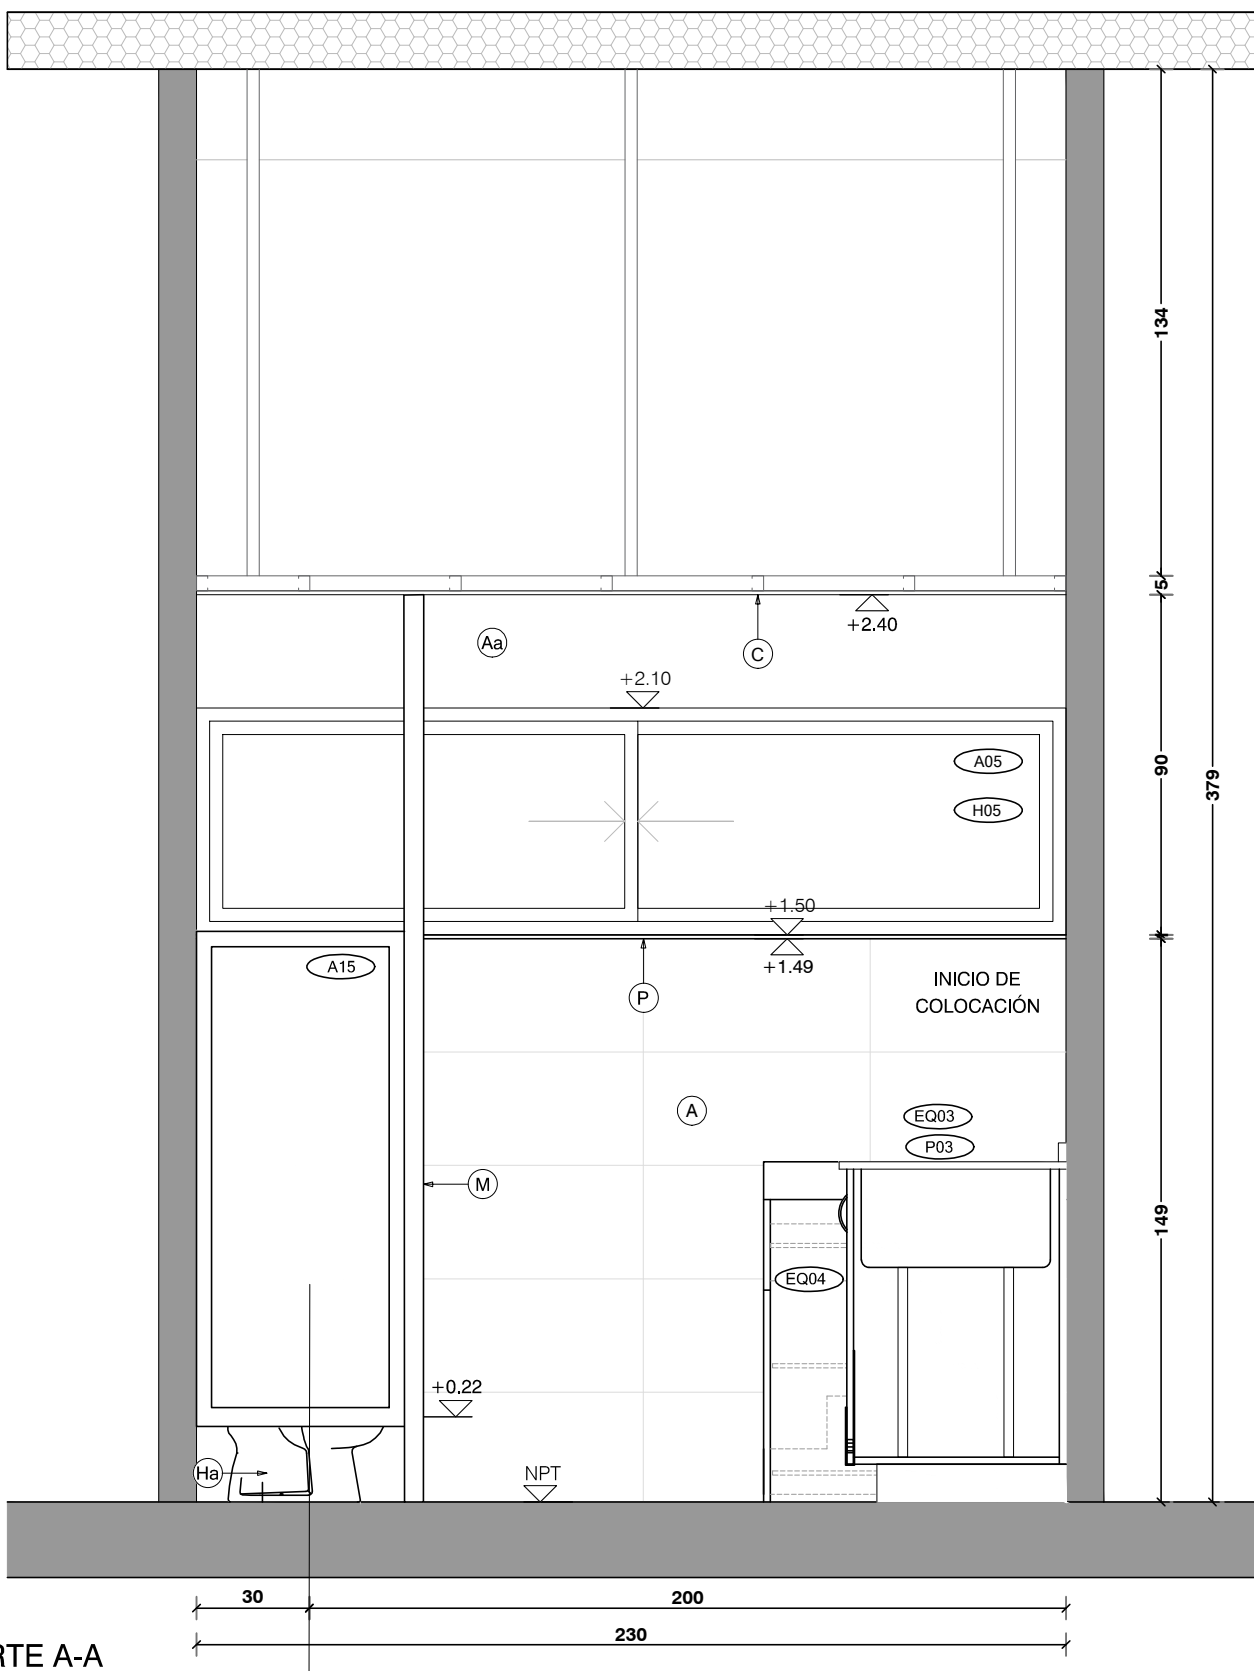 134
5
+2.40
Aa
C
+2.10
A05
90
379
H05
+1.50
A15
+1.49
INICIO DE
COLOCACIÓN
P
A
EQ03
P03
M
149
EQ04
+0.22
Ha
NPT
30
200
230
RTE A-A